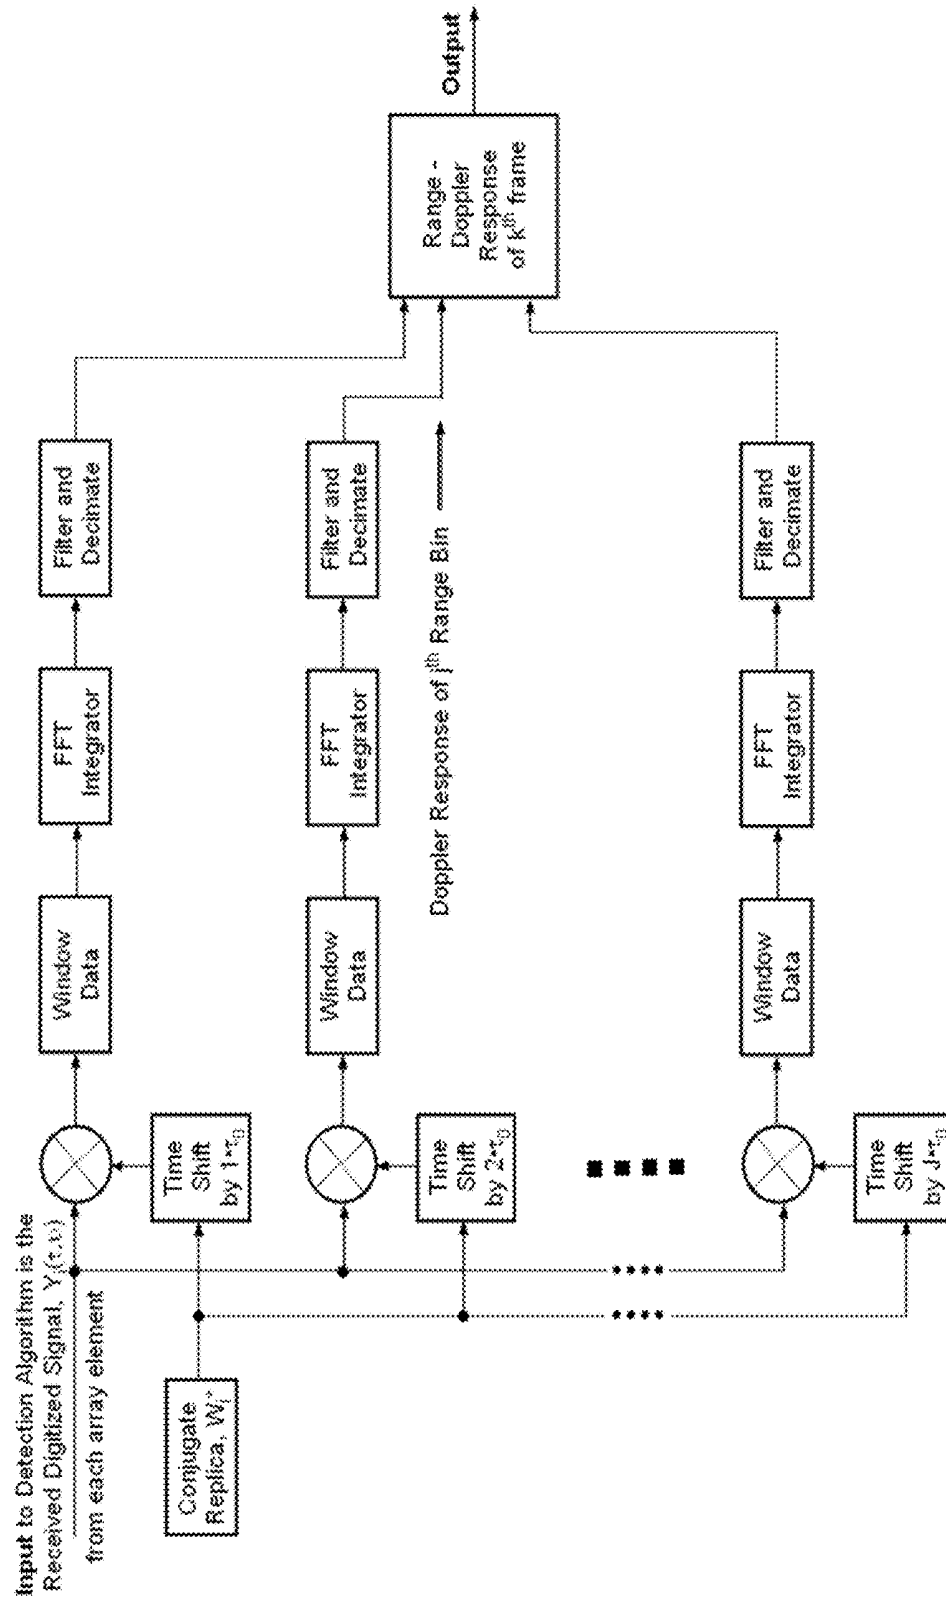 Input to Detection Algorithm is the
Received Digitized Signal, Yᵢ(τ,υ)
from each array element
Conjugate
Replica, Wᵢ*
Time
Shift
by 1•τ₀
Window
Data
FFT
Integrator
Filter and
Decimate
Time
Shift
by 2•τ₀
Window
Data
FFT
Integrator
Filter and
Decimate
Doppler Response of jᵗʰ Range Bin
Time
Shift
by J•τ₀
Window
Data
FFT
Integrator
Filter and
Decimate
Range -
Doppler
Response
of kᵗʰ frame
Output